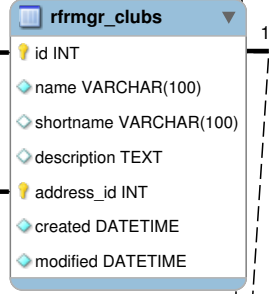 rfrmgr_clubs
1
id INT
name VARCHAR(100)
shortname VARCHAR(100)
description TEXT
address_id INT
created DATETIME
modified DATETIME